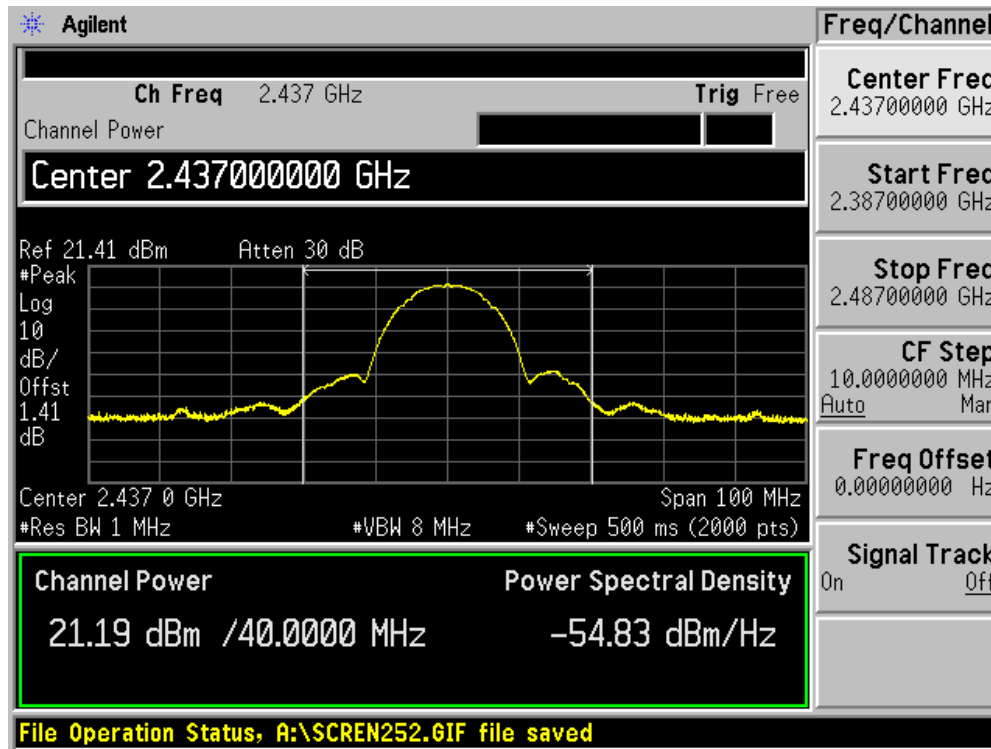 Agilent
Ch Freq 2.437 GHz Trig Free
Channel Power
Center 2.437000000 GHz
Ref 21.41 dBm Atten 30 dB
#Peak
Log
10
dB/
Offst
1.41
dB
Center 2.437 0 GHz Span 100 MHz
#Res BW 1 MHz #VBW 8 MHz #Sweep 500 ms (2000 pts)
Channel Power Power Spectral Density
21.19 dBm /40.0000 MHz -54.83 dBm/Hz
File Operation Status, A:\SCREN252.GIF file saved
Freq/Channel
Center Freq
2.43700000 GHz
Start Freq
2.38700000 GHz
Stop Freq
2.48700000 GHz
CF Step
10.0000000 MHz
Auto Man
Freq Offset
0.00000000 Hz
Signal Track
On Off